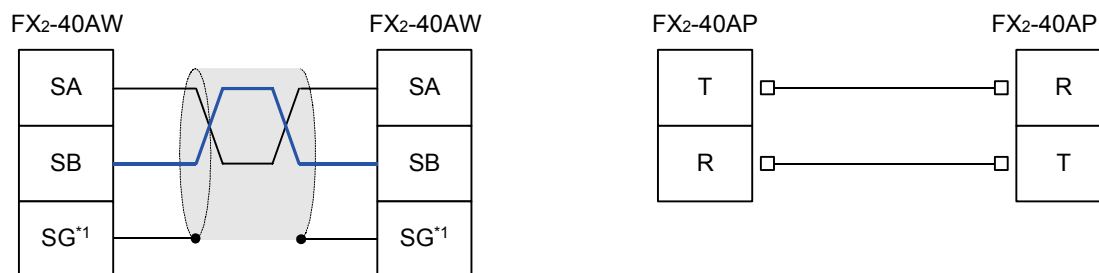 FX2-40AW FX2-40AW FX2-40AP FX2-40AP
SA SA T R
SB SB R T
SG*1 SG*1